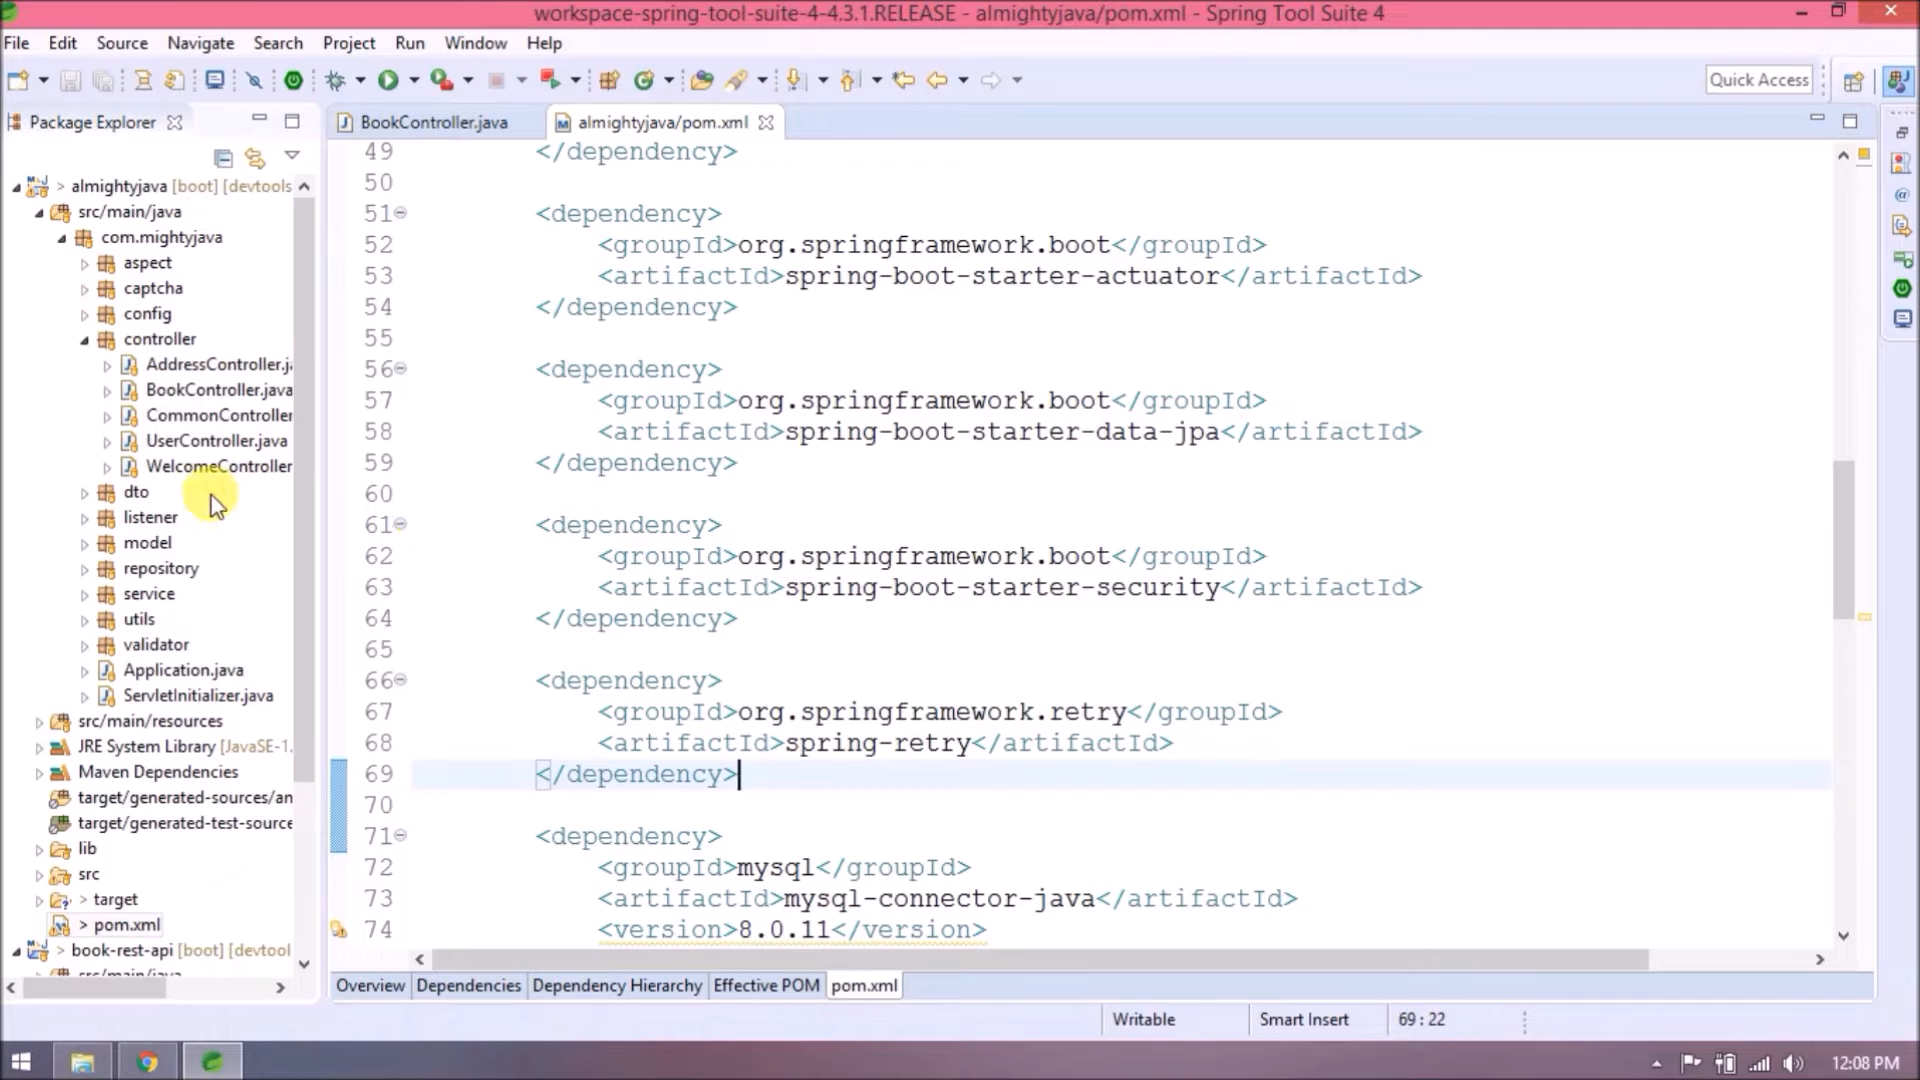 workspace-spring-tool-suite-4-4.3.1.RELEASE - almightyjava/pom.xml - Spring Tool Suite 4
File Edit Source Navigate Search Project Run Window Help
Quick Access
Package Explorer
BookController.java
almightyjava/pom.xml
> almightyjava [boot] [devtools
src/main/java
com.mightyjava
aspect
captcha
config
controller
AddressController.ja
BookController.java
CommonController
UserController.java
WelcomeController
dto
listener
model
repository
service
utils
validator
Application.java
ServletInitializer.java
src/main/resources
JRE System Library [JavaSE-1.
Maven Dependencies
target/generated-sources/an
target/generated-test-source
lib
src
> target
> pom.xml
> book-rest-api [boot] [devtool
src/main/java
49 </dependency>
50
51 <dependency>
52 <groupId>org.springframework.boot</groupId>
53 <artifactId>spring-boot-starter-actuator</artifactId>
54 </dependency>
55
56 <dependency>
57 <groupId>org.springframework.boot</groupId>
58 <artifactId>spring-boot-starter-data-jpa</artifactId>
59 </dependency>
60
61 <dependency>
62 <groupId>org.springframework.boot</groupId>
63 <artifactId>spring-boot-starter-security</artifactId>
64 </dependency>
65
66 <dependency>
67 <groupId>org.springframework.retry</groupId>
68 <artifactId>spring-retry</artifactId>
69 </dependency>
70
71 <dependency>
72 <groupId>mysql</groupId>
73 <artifactId>mysql-connector-java</artifactId>
74 <version>8.0.11</version>
Overview Dependencies Dependency Hierarchy Effective POM pom.xml
Writable Smart Insert 69 : 22
12:08 PM